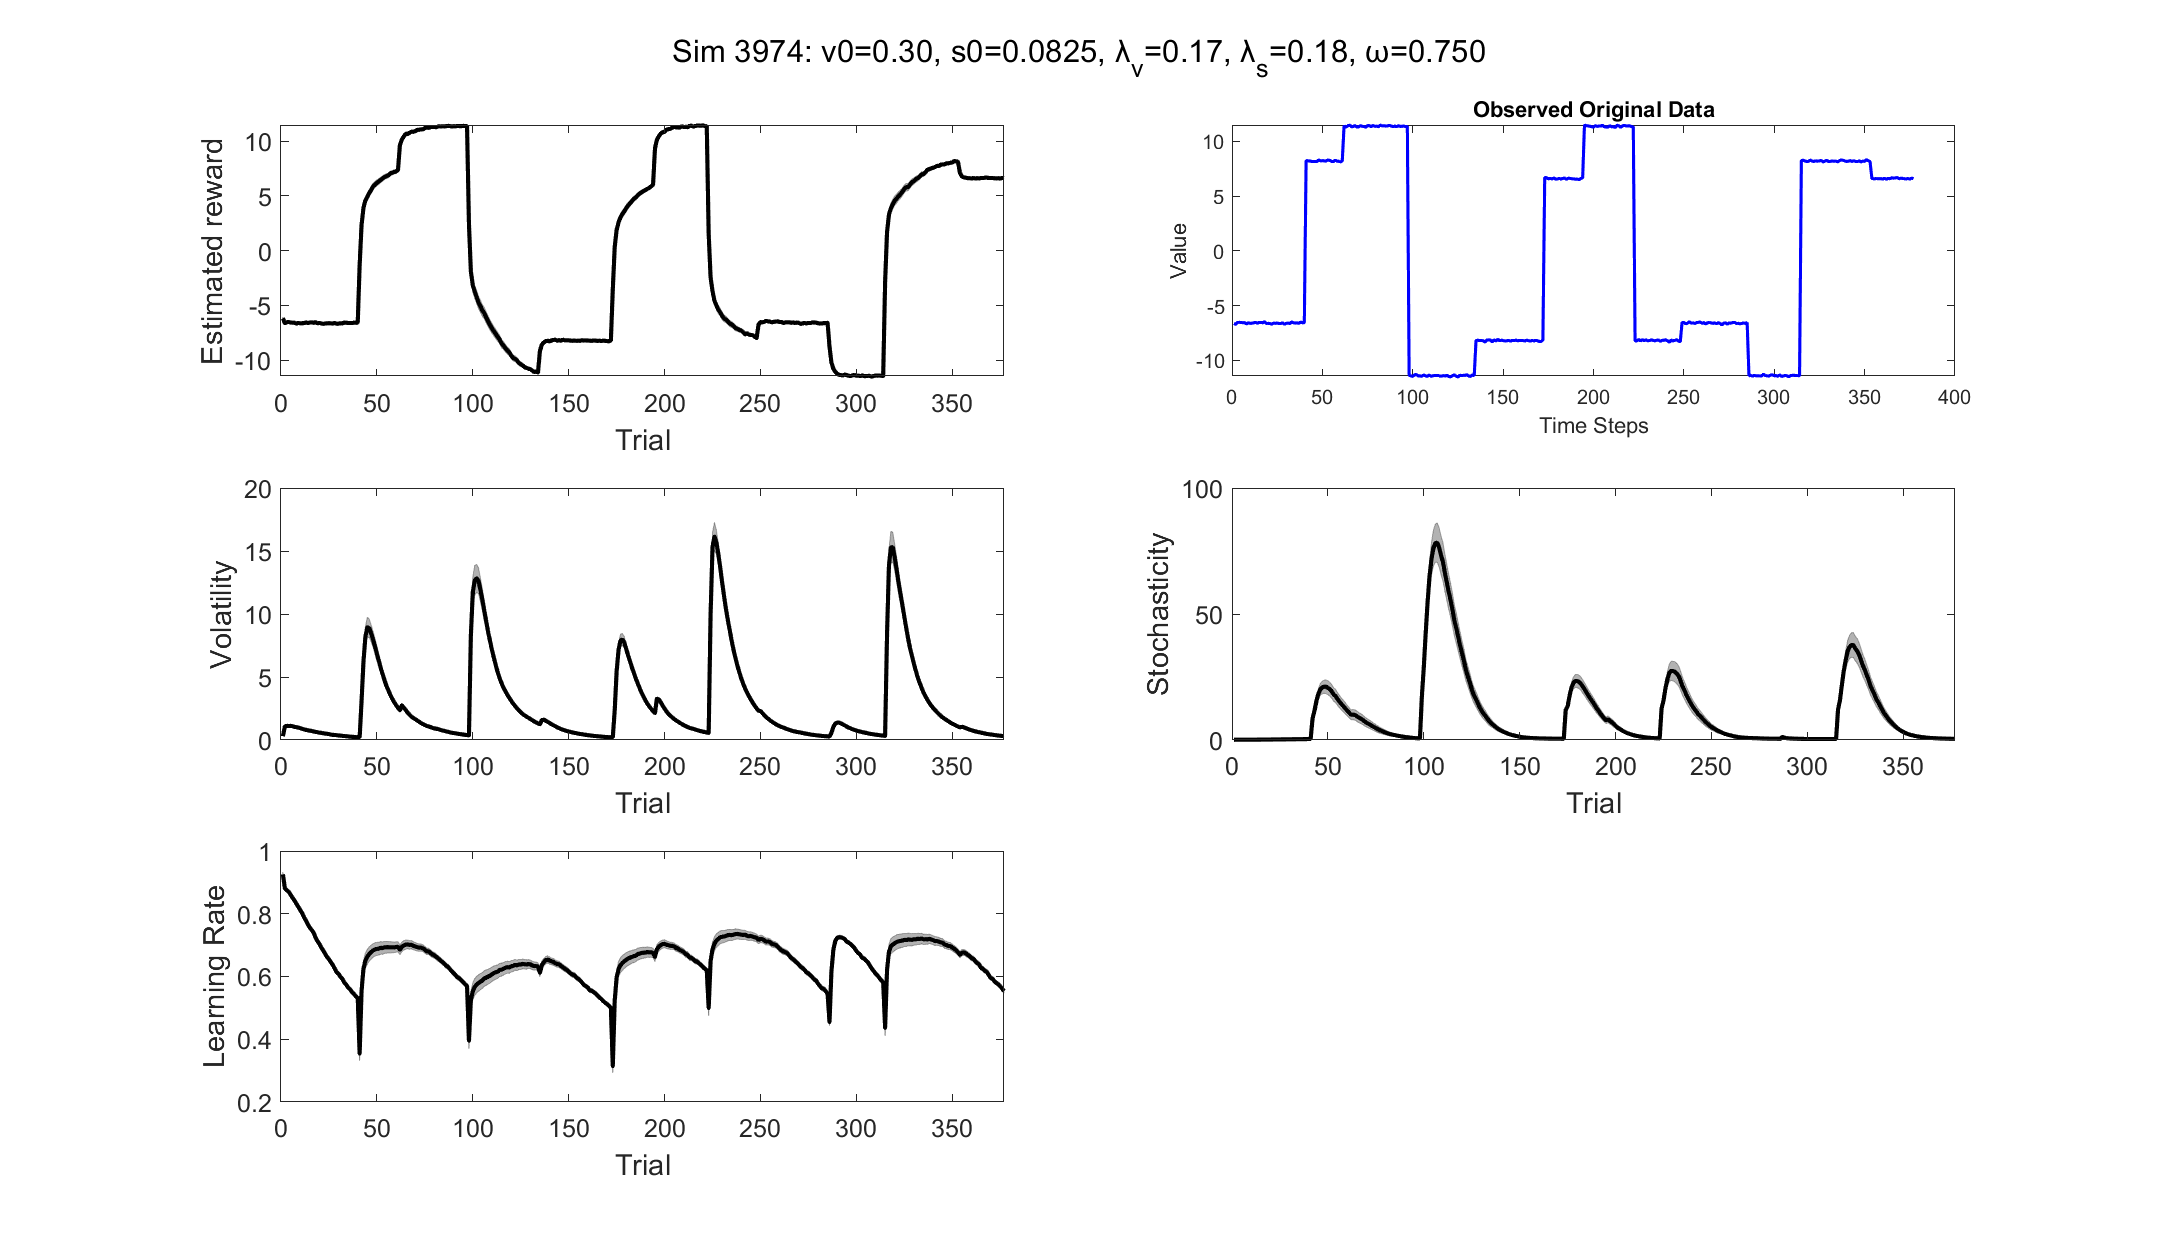 Sim 3974: v0=0.30, s0=0.0825, λv=0.17, λs=0.18, ω=0.750
Estimated reward
10
5
0
-5
-10
0 50 100 150 200 250 300 350
Trial
Observed Original Data
Value
10
5
0
-5
-10
0 50 100 150 200 250 300 350 400
Time Steps
Volatility
20
15
10
5
0
0 50 100 150 200 250 300 350
Trial
Stochasticity
100
50
0
0 50 100 150 200 250 300 350
Trial
Learning Rate
1
0.8
0.6
0.4
0.2
0 50 100 150 200 250 300 350
Trial